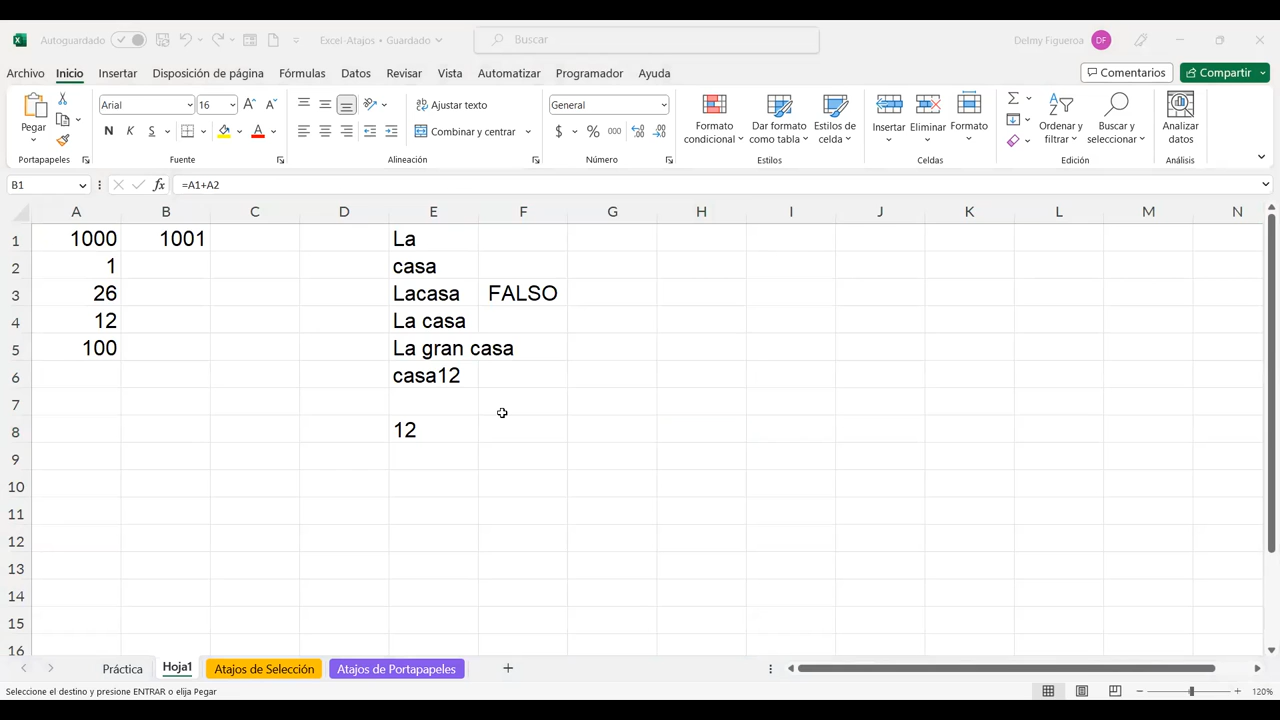 Autoguardado
Excel-Atajos • Guardado
Buscar
Delmy Figueroa DF
Archivo Inicio Insertar Disposición de página Fórmulas Datos Revisar Vista Automatizar Programador Ayuda
Comentarios Compartir
Pegar
Arial 16
N K S
Ajustar texto
Combinar y centrar
General
$ % 000
Formato condicional
Dar formato como tabla
Estilos de celda
Insertar Eliminar Formato
Ordenar y filtrar
Buscar y seleccionar
Analizar datos
Portapapeles Fuente Alineación Número Estilos Celdas Edición Análisis
B1 fx =A1+A2
A B C D E F G H I J K L M N
1 1000 1001 La
2 1 casa
3 26 Lacasa FALSO
4 12 La casa
5 100 La gran casa
6 casa12
7
8 12
9
10
11
12
13
14
15
16
Práctica Hoja1 Atajos de Selección Atajos de Portapapeles
Seleccione el destino y presione ENTRAR o elija Pegar
120%